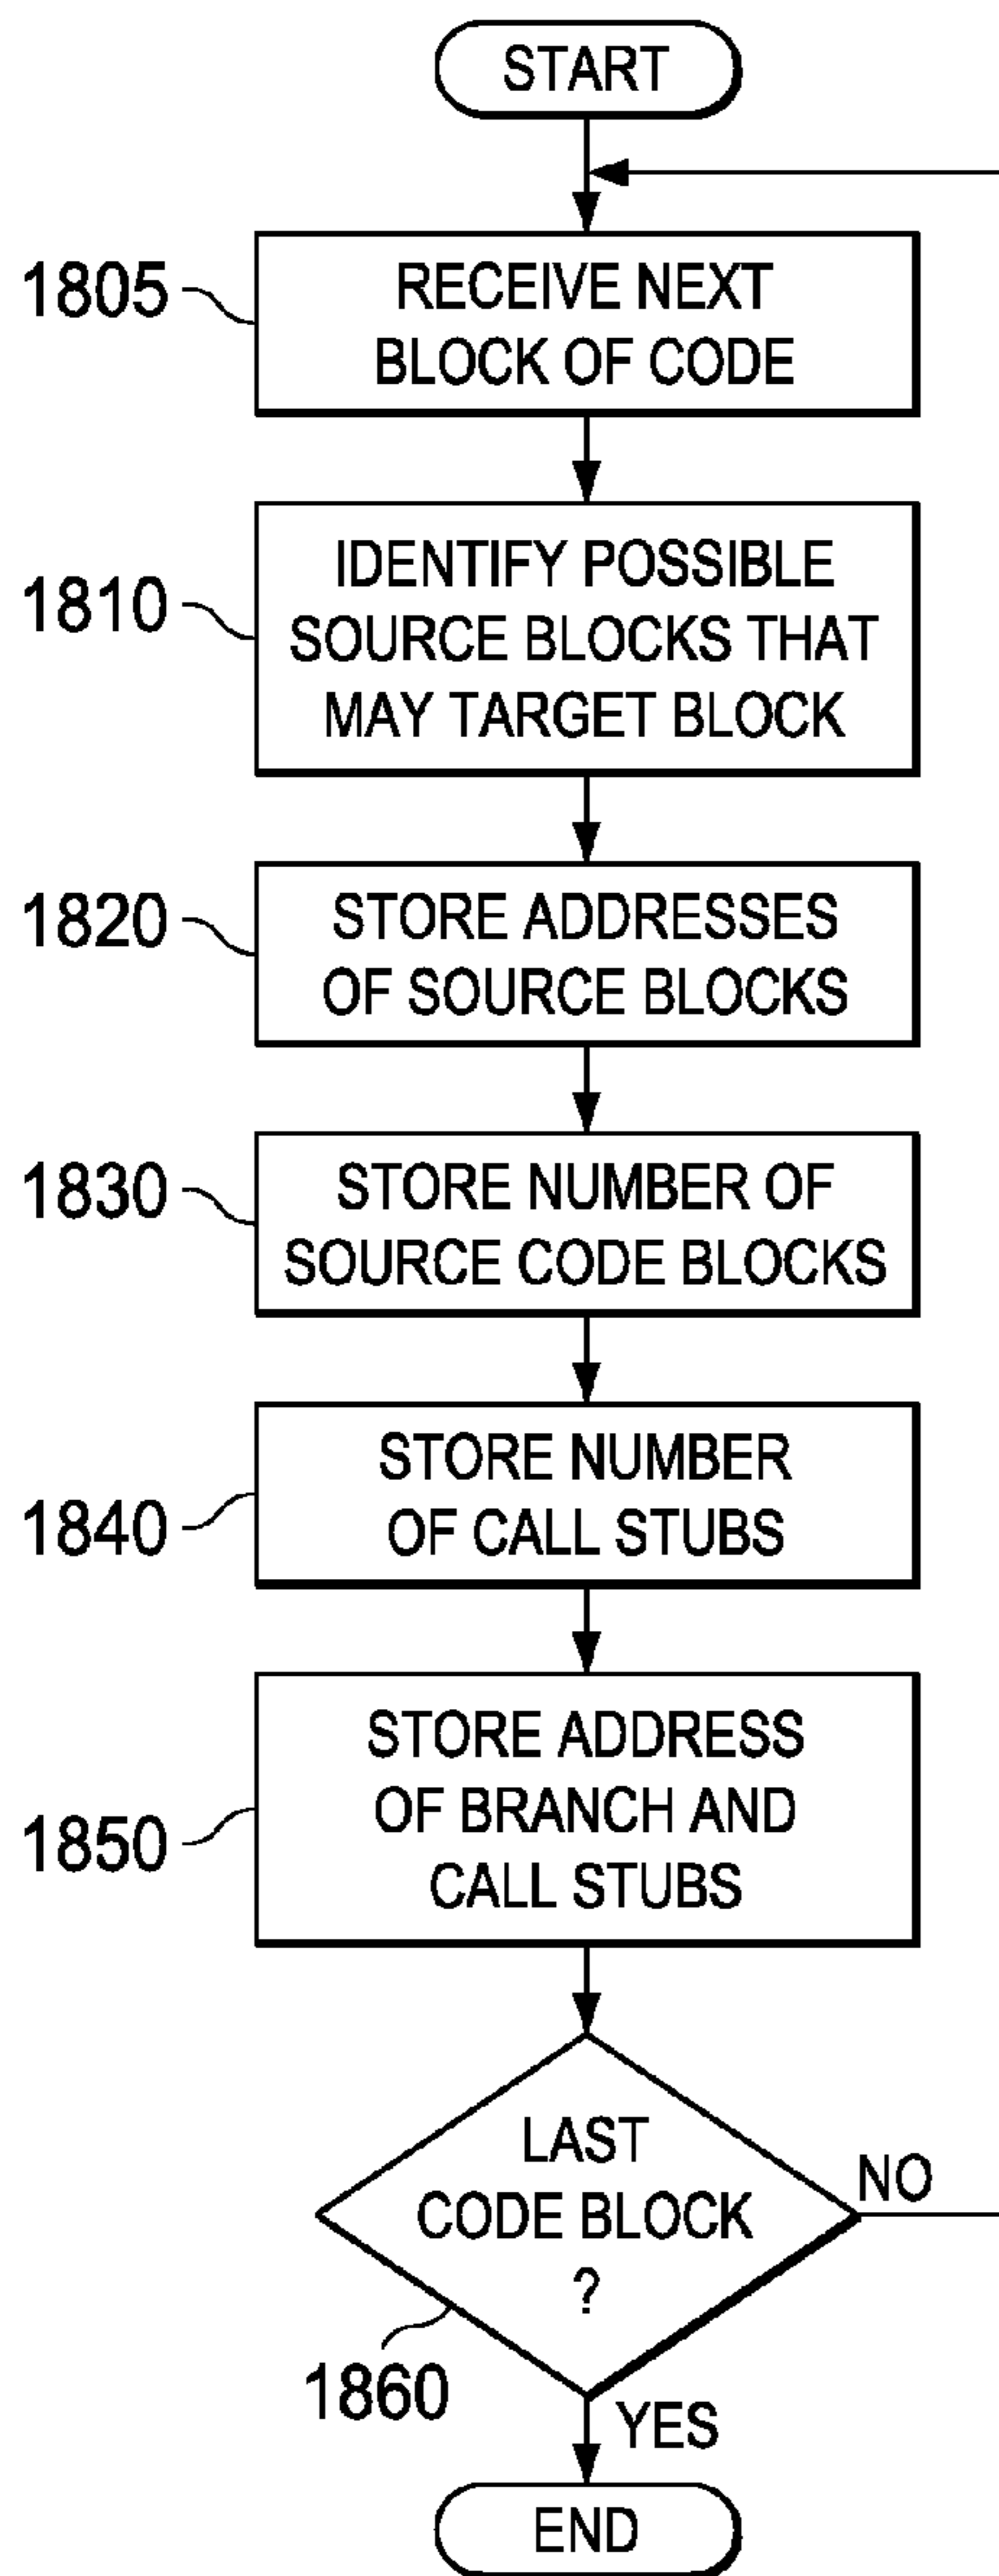 START
1805
RECEIVE NEXT
BLOCK OF CODE
1810
IDENTIFY POSSIBLE
SOURCE BLOCKS THAT
MAY TARGET BLOCK
1820
STORE ADDRESSES
OF SOURCE BLOCKS
1830
STORE NUMBER OF
SOURCE CODE BLOCKS
1840
STORE NUMBER
OF CALL STUBS
1850
STORE ADDRESS
OF BRANCH AND
CALL STUBS
LAST
CODE BLOCK
?
NO
1860
YES
END